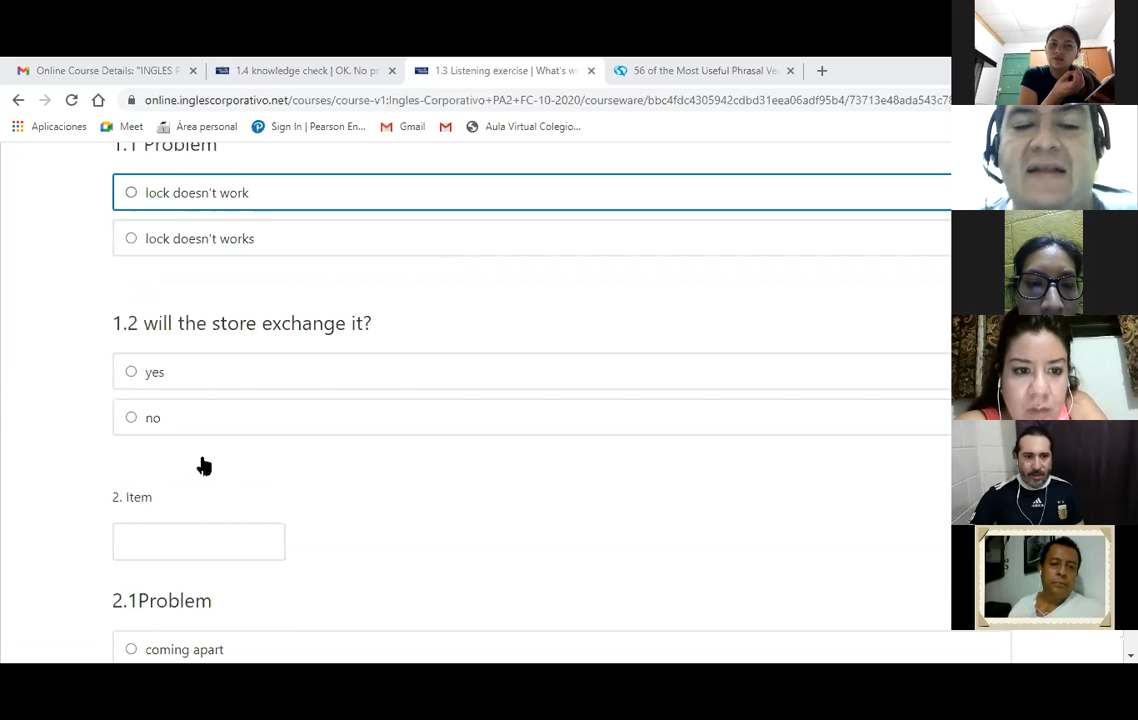 Online Course Details: "INGLES P
1.4 knowledge check | OK. No pr
1.3 Listening exercise | What's w
56 of the Most Useful Phrasal Ve
online.inglescorporativo.net/courses/course-v1:Ingles-Corporativo+PA2+FC-10-2020/courseware/bbc4fdc4305942cdbd31eea06adf95b4/73713e48ada543c78
Aplicaciones
Meet
Área personal
Sign In | Pearson En...
Gmail
Aula Virtual Colegio...
1.1 Problem
lock doesn't work
lock doesn't works
1.2 will the store exchange it?
yes
no
2. Item
2.1Problem
coming apart